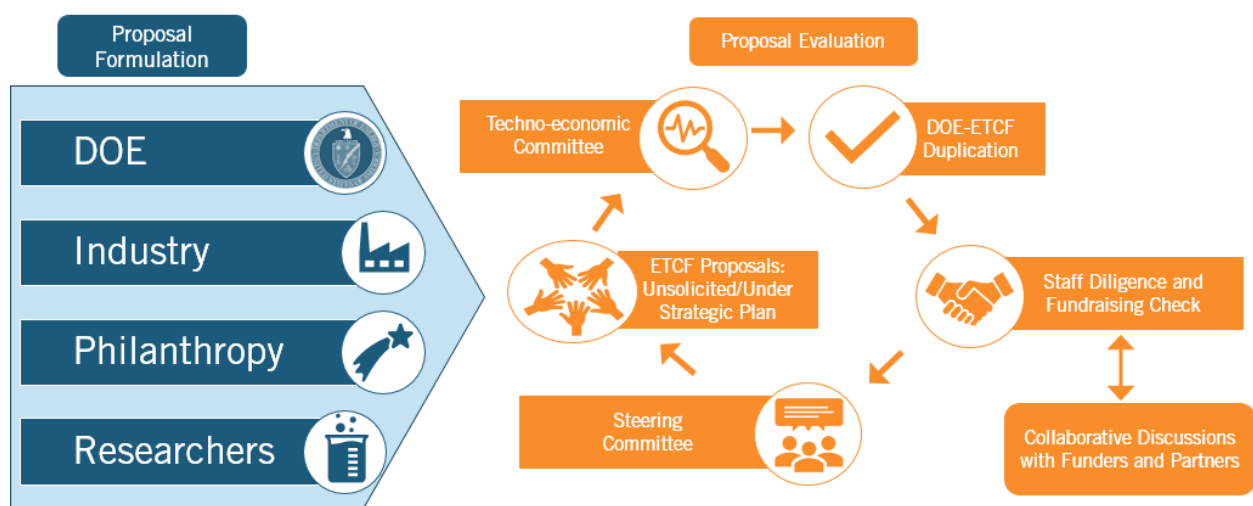 Proposal
Formulation
DOE
Industry
Philanthropy
Researchers
Proposal Evaluation
Techno-economic
Committee
DOE-ETCF
Duplication
ETCF Proposals:
Unsolicited/Under
Strategic Plan
Staff Diligence and
Fundraising Check
Steering
Committee
Collaborative Discussions
with Funders and Partners